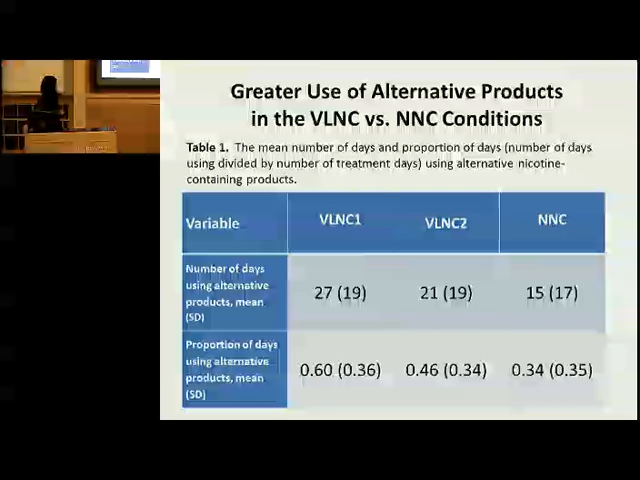 Greater Use of Alternative Products
in the VLNC vs. NNC Conditions
Table 1. The mean number of days and proportion of days (number of days
using divided by number of treatment days) using alternative nicotine-
containing products.
Variable VLNC1 VLNC2 NNC
Number of days
using alternative
products, mean
(SD)
27 (19) 21 (19) 15 (17)
Proportion of days
using alternative
products, mean
(SD)
0.60 (0.36) 0.46 (0.34) 0.34 (0.35)